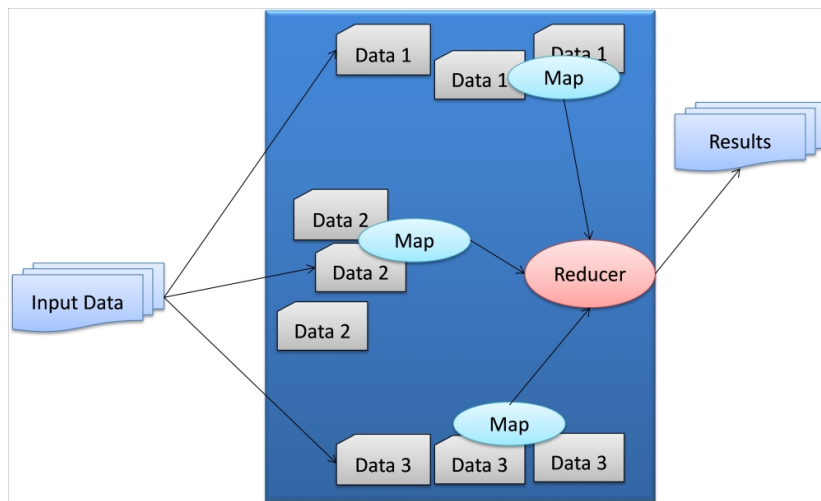 Data 1
Data 1
Data 1
Map
Results
Data 2
Map
Data 2
Reducer
Input Data
Data 2
Map
Data 3
Data 3
Data 3